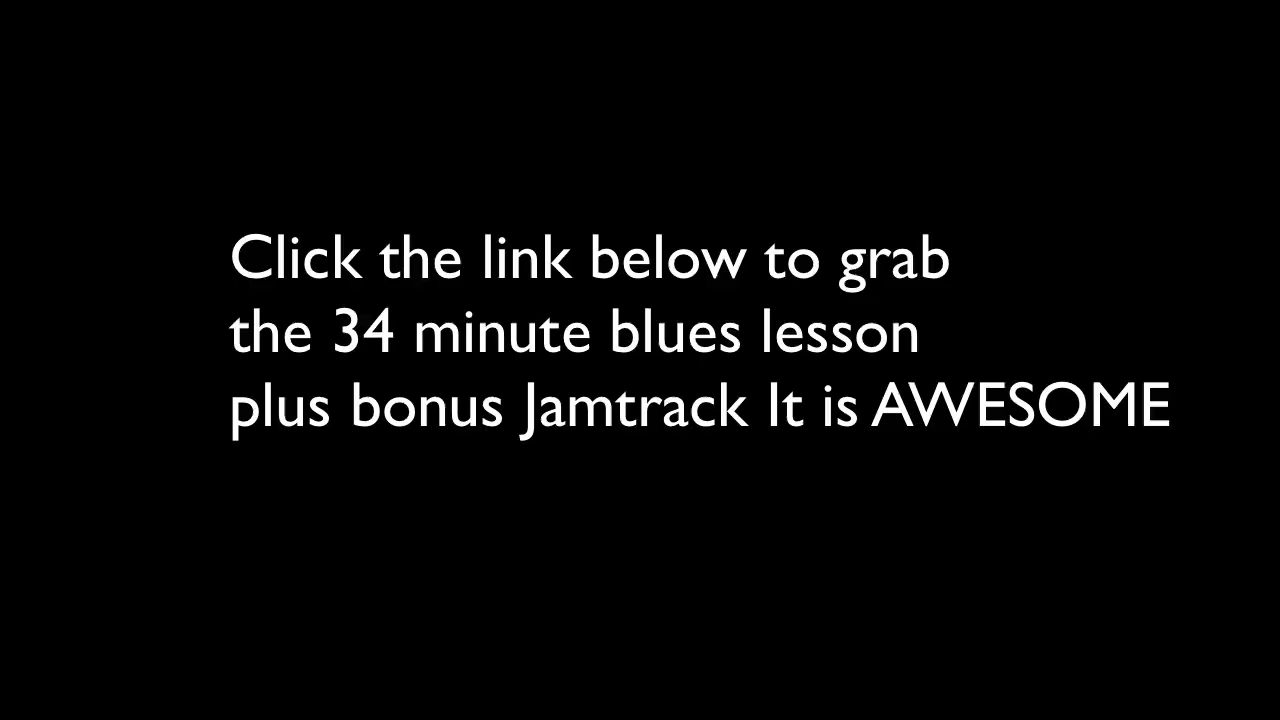 Click the link below to grab
the 34 minute blues lesson
plus bonus Jamtrack It is AWESOME